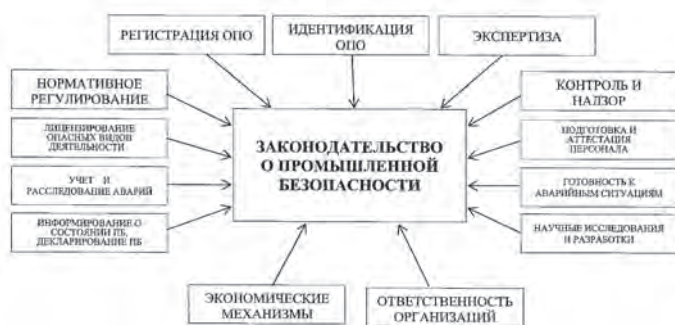 РЕГИСТРАЦИЯ ОПО
ИДЕНТИФИКАЦИЯ
ОПО
ЭКСПЕРТИЗА
НОРМАТИВНОЕ
РЕГУЛИРОВАНИЕ
КОНТРОЛЬ И
НАДЗОР
ЛИЦЕНЗИРОВАНИЕ
ОПАСНЫХ ВИДОВ
ДЕЯТЕЛЬНОСТИ
ЗАКОНОДАТЕЛЬСТВО
О ПРОМЫШЛЕННОЙ
БЕЗОПАСНОСТИ
ПОДГОТОВКА И
АТТЕСТАЦИЯ
ПЕРСОНАЛА
УЧЕТ И
РАССЛЕДОВАНИЕ АВАРИЙ
ГОТОВНОСТЬ К
АВАРИЙНЫМ СИТУАЦИЯМ
ИНФОРМИРОВАНИЕ О
СОСТОЯНИИ ПБ,
ДЕКЛАРИРОВАНИЕ ПБ
НАУЧНЫЕ ИССЛЕДОВАНИЯ
И РАЗРАБОТКИ
ЭКОНОМИЧЕСКИЕ
МЕХАНИЗМЫ
ОТВЕТСТВЕННОСТЬ
ОРГАНИЗАЦИЙ